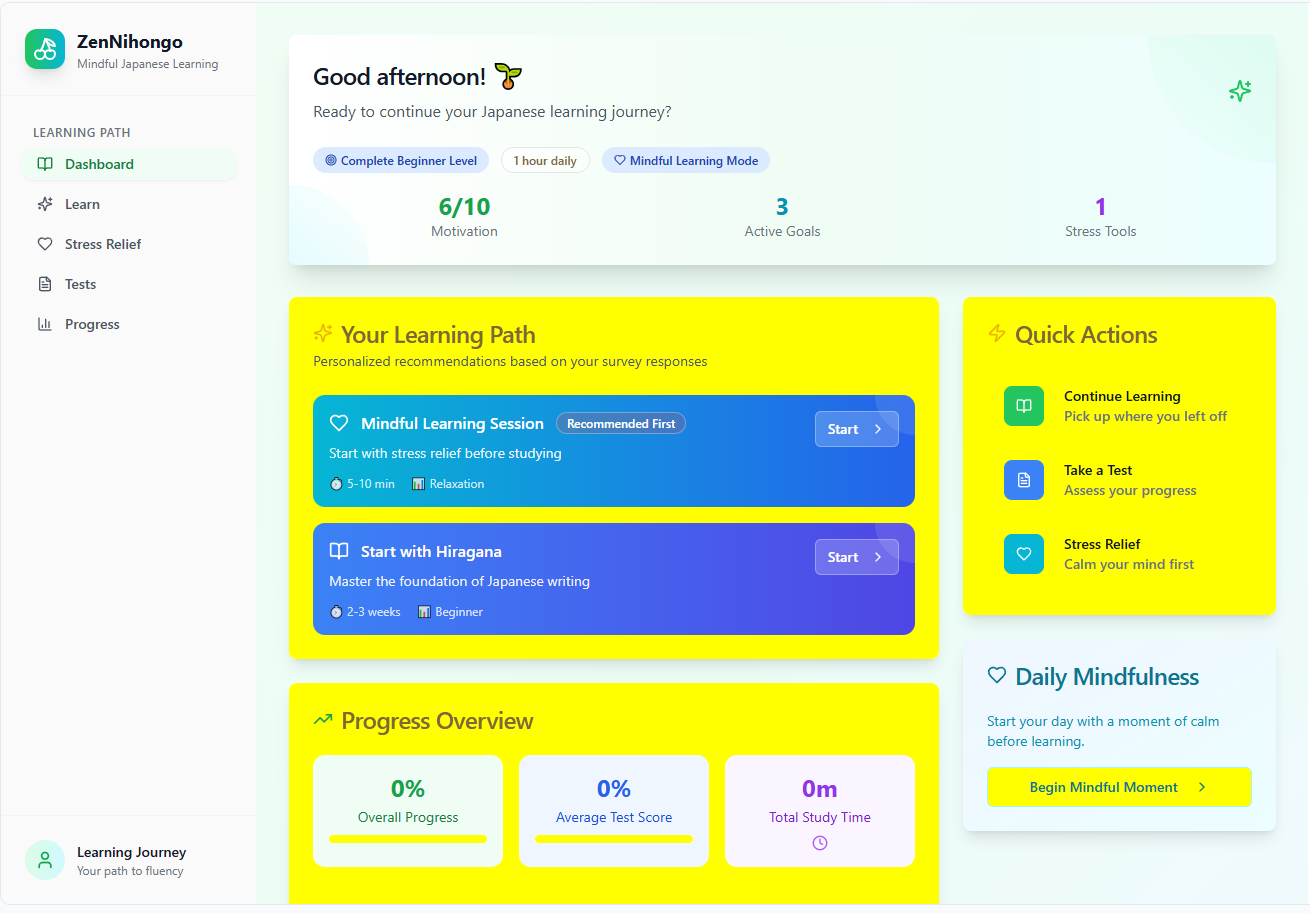 ZenNihongo
Mindful Japanese Learning
LEARNING PATH
Dashboard
Learn
Stress Relief
Tests
Progress
Learning Journey
Your path to fluency
Good afternoon!
Ready to continue your Japanese learning journey?
Complete Beginner Level
1 hour daily
Mindful Learning Mode
6/10
Motivation
3
Active Goals
1
Stress Tools
Your Learning Path
Personalized recommendations based on your survey responses
Mindful Learning Session
Recommended First
Start with stress relief before studying
5-10 min
Relaxation
Start
Start with Hiragana
Master the foundation of Japanese writing
2-3 weeks
Beginner
Start
Progress Overview
0%
Overall Progress
0%
Average Test Score
0m
Total Study Time
Quick Actions
Continue Learning
Pick up where you left off
Take a Test
Assess your progress
Stress Relief
Calm your mind first
Daily Mindfulness
Start your day with a moment of calm
before learning.
Begin Mindful Moment